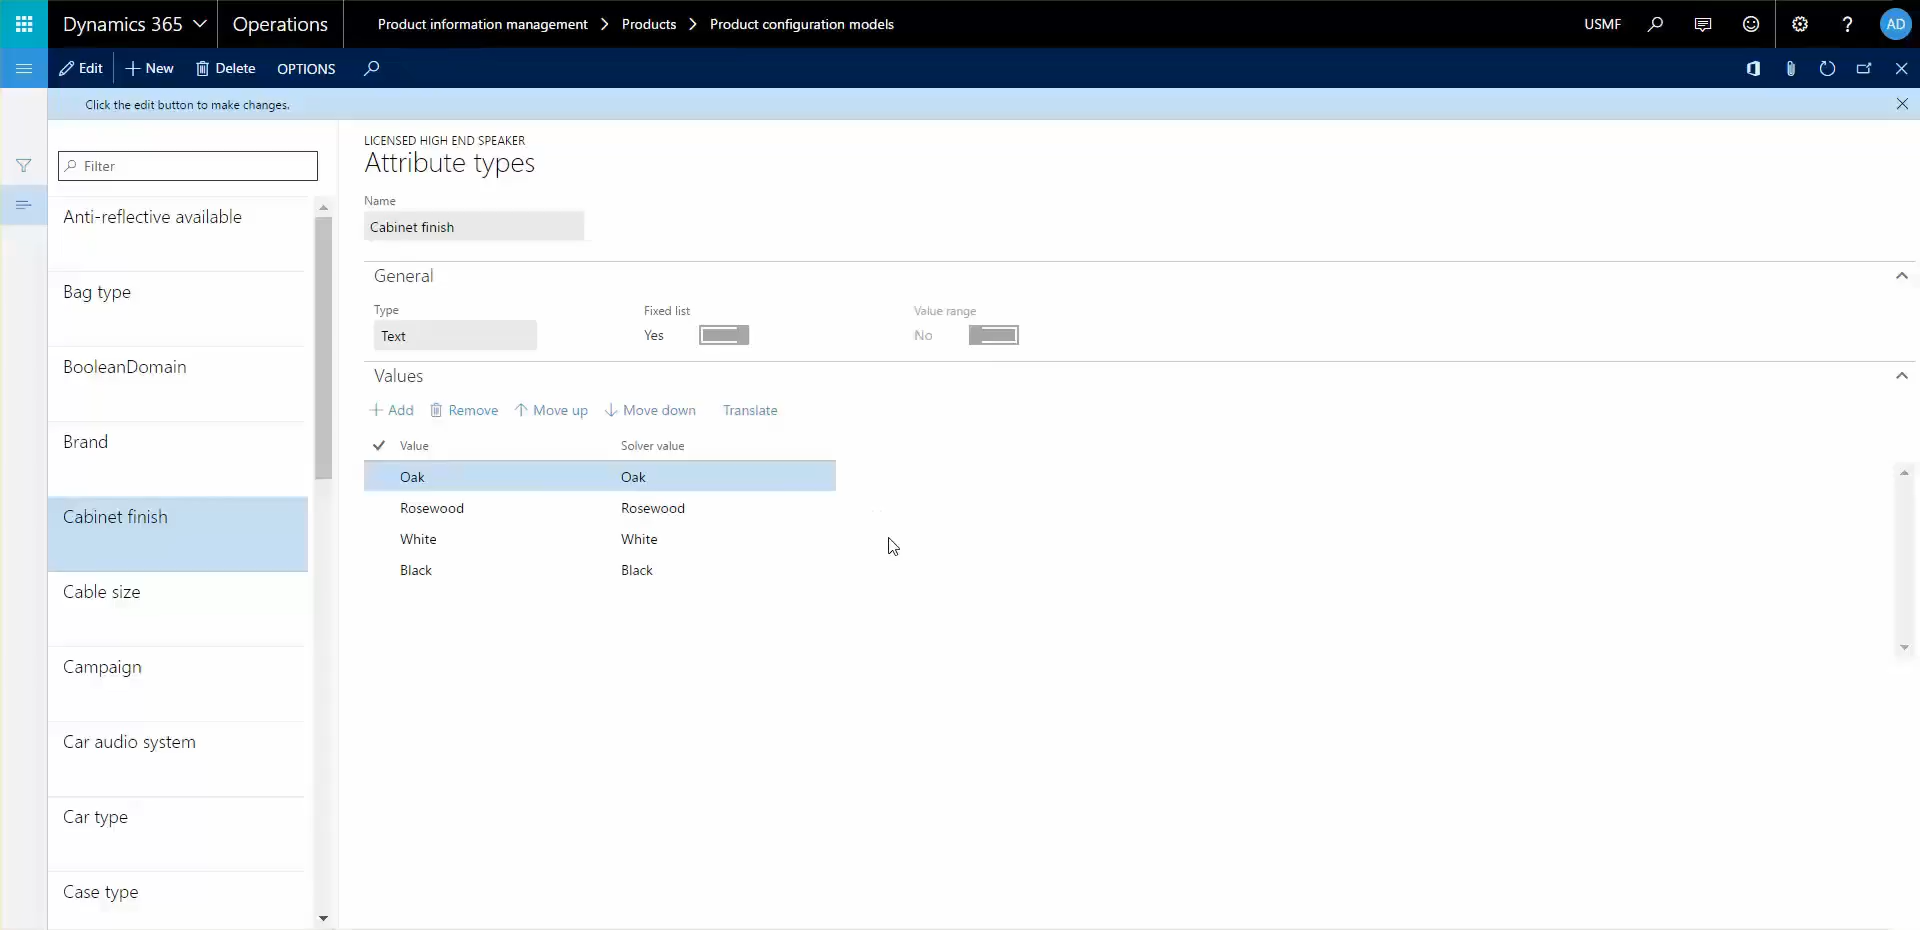 Dynamics 365 Operations Product information management Products Product configuration models USMF ? AD
Edit New Delete OPTIONS
Click the edit button to make changes.
Filter
Anti-reflective available
Bag type
BooleanDomain
Brand
Cabinet finish
Cable size
Campaign
Car audio system
Car type
Case type
LICENSED HIGH END SPEAKER
Attribute types
Name
Cabinet finish
General
Type Fixed list Value range
Text Yes No
Values
Add Remove Move up Move down Translate
Value Solver value
Oak Oak
Rosewood Rosewood
White White
Black Black